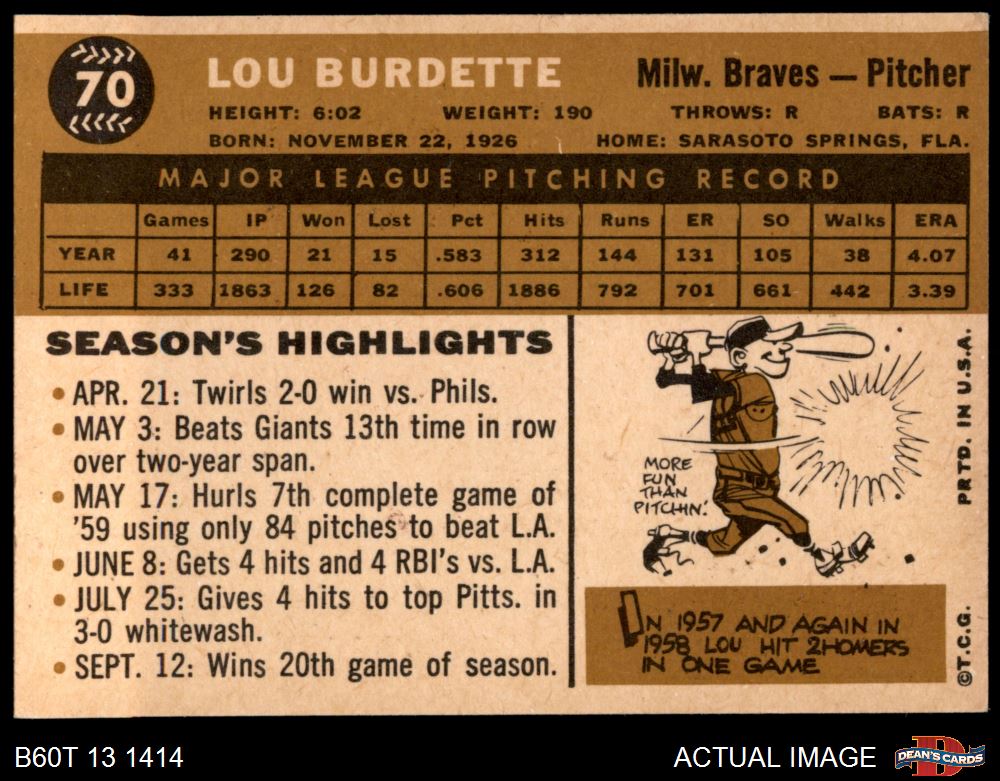 70
LOU BURDETTE
Milw. Braves — Pitcher
HEIGHT: 6:02 WEIGHT: 190 THROWS: R BATS: R
BORN: NOVEMBER 22, 1926 HOME: SARASOTO SPRINGS, FLA.
MAJOR LEAGUE PITCHING RECORD
Games IP Won Lost Pct Hits Runs ER SO Walks ERA
YEAR 41 290 21 15 .583 312 144 131 105 38 4.07
LIFE 333 1863 126 82 .606 1886 792 701 661 442 3.39
SEASON'S HIGHLIGHTS
• APR. 21: Twirls 2-0 win vs. Phils.
• MAY 3: Beats Giants 13th time in row
over two-year span.
• MAY 17: Hurls 7th complete game of
'59 using only 84 pitches to beat L.A.
• JUNE 8: Gets 4 hits and 4 RBI's vs. L.A.
• JULY 25: Gives 4 hits to top Pitts. in
3-0 whitewash.
• SEPT. 12: Wins 20th game of season.
MORE
FUN
THAN
PITCHIN'!
IN 1957 AND AGAIN IN
1958 LOU HIT 2 HOMERS
IN ONE GAME
PRTD. IN U.S.A.
©T.C.G.
B60T 13 1414
ACTUAL IMAGE
DEAN'S CARDS